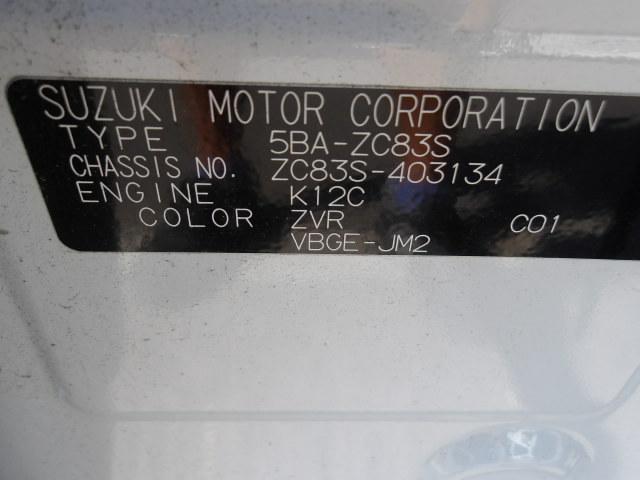 SUZUKI MOTOR CORPORATION
TYPE 5BA-ZC83S
CHASSIS NO. ZC83S-403134
ENGINE K12C
COLOR ZVR C01
VBGE-JM2